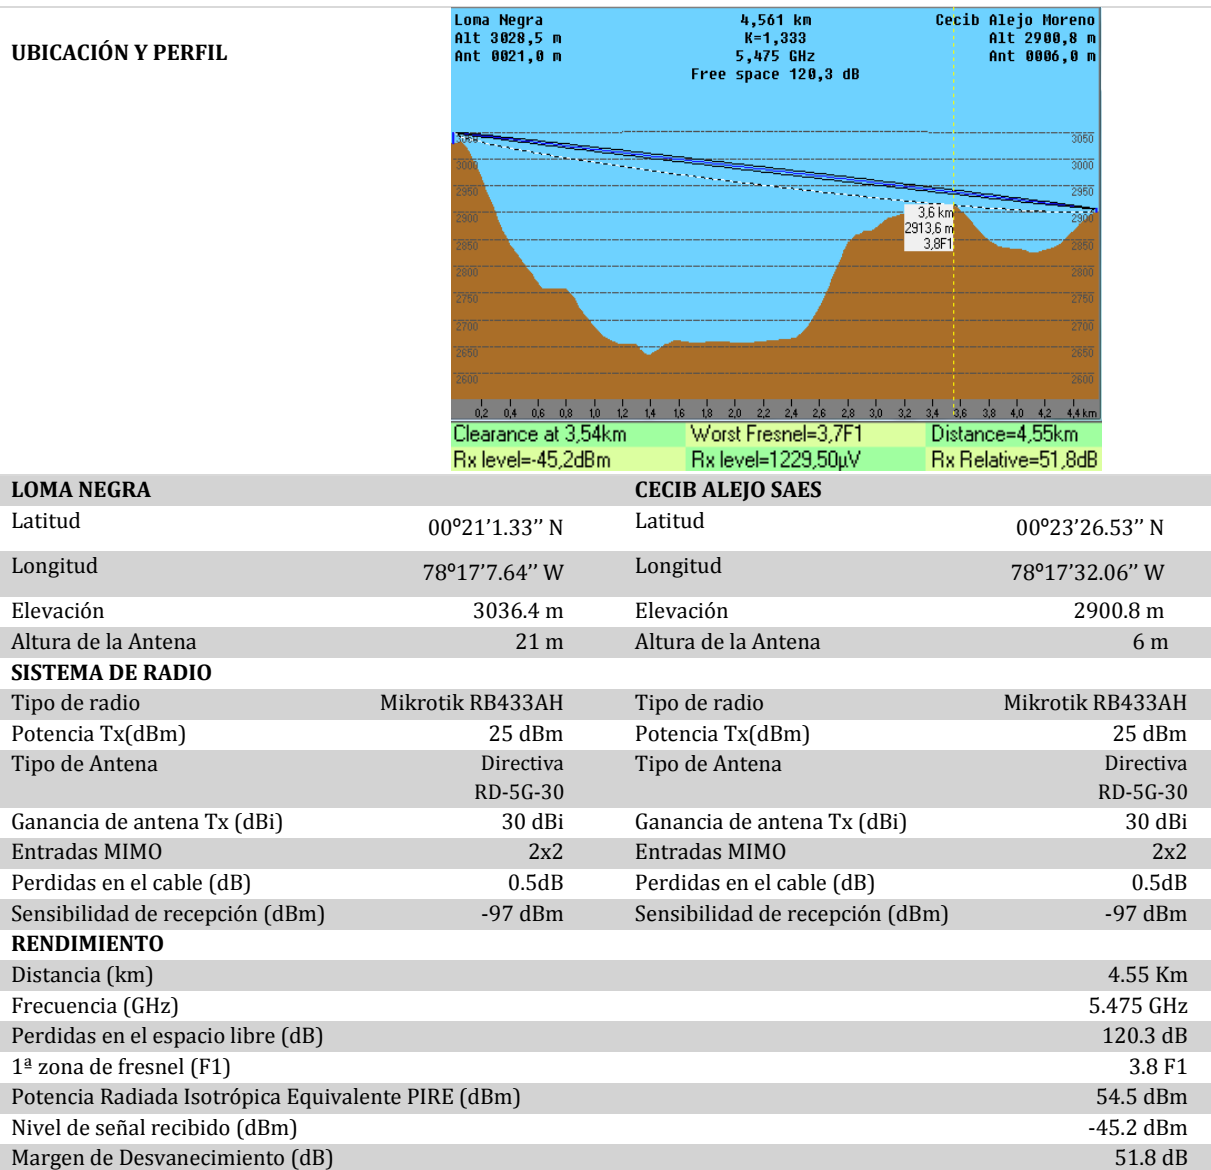 UBICACIÓN Y PERFIL
Loma Negra 4,561 km Cecib Alejo Moreno
Alt 3028,5 m K=1,333 Alt 2900,8 m
Ant 0021,0 m 5,475 GHz Ant 0006,0 m
Free space 120,3 dB
3050 3050
3000 3000
2950 2950
2900 2900
3,6 km
2913,6 m
3,8F1
2850 2850
2800 2800
2750 2750
2700 2700
2650 2650
2600 2600
0,2 0,4 0,6 0,8 1,0 1,2 1,4 1,6 1,8 2,0 2,2 2,4 2,6 2,8 3,0 3,2 3,4 3,6 3,8 4,0 4,2 4,4 km
Clearance at 3,54km Worst Fresnel=3,7F1 Distance=4,55km
Rx level=-45,2dBm Rx level=1229,50µV Rx Relative=51,8dB
LOMA NEGRA CECIB ALEJO SAES
Latitud 00º21’1.33’’ N Latitud 00º23’26.53’’ N
Longitud 78º17’7.64’’ W Longitud 78º17’32.06’’ W
Elevación 3036.4 m Elevación 2900.8 m
Altura de la Antena 21 m Altura de la Antena 6 m
SISTEMA DE RADIO
Tipo de radio Mikrotik RB433AH Tipo de radio Mikrotik RB433AH
Potencia Tx(dBm) 25 dBm Potencia Tx(dBm) 25 dBm
Tipo de Antena Directiva Tipo de Antena Directiva
RD-5G-30 RD-5G-30
Ganancia de antena Tx (dBi) 30 dBi Ganancia de antena Tx (dBi) 30 dBi
Entradas MIMO 2x2 Entradas MIMO 2x2
Perdidas en el cable (dB) 0.5dB Perdidas en el cable (dB) 0.5dB
Sensibilidad de recepción (dBm) -97 dBm Sensibilidad de recepción (dBm) -97 dBm
RENDIMIENTO
Distancia (km) 4.55 Km
Frecuencia (GHz) 5.475 GHz
Perdidas en el espacio libre (dB) 120.3 dB
1ª zona de fresnel (F1) 3.8 F1
Potencia Radiada Isotrópica Equivalente PIRE (dBm) 54.5 dBm
Nivel de señal recibido (dBm) -45.2 dBm
Margen de Desvanecimiento (dB) 51.8 dB